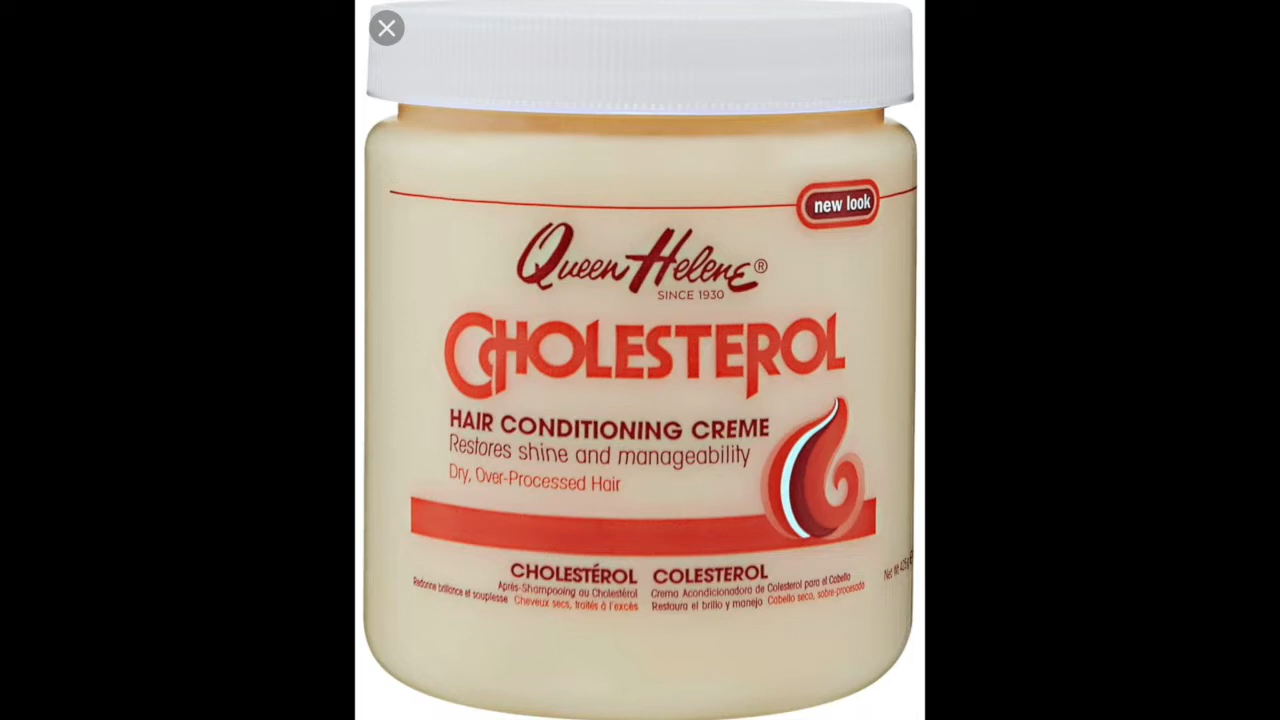 new look
Queen Helene®
SINCE 1930
CHOLESTEROL
HAIR CONDITIONING CREME
Restores shine and manageability
Dry, Over-Processed Hair
CHOLESTÉROL
Après-Shampooing au Cholestérol
Redonne brillance et souplesse Cheveux secs, traités à l'excès
COLESTEROL
Crema Acondicionadora de Colesterol para el Cabello
Restaura el brillo y manejo Cabello seco, sobre-procesado
Net Wt